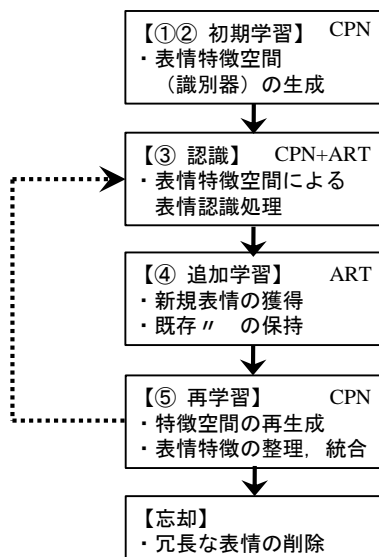 【①② 初期学習】 CPN
・表情特徴空間
（識別器）の生成
【③ 認識】 CPN+ART
・表情特徴空間による
表情認識処理
【④ 追加学習】 ART
・新規表情の獲得
・既存〃 の保持
【⑤ 再学習】 CPN
・特徴空間の再生成
・表情特徴の整理，統合
【忘却】
・冗長な表情の削除